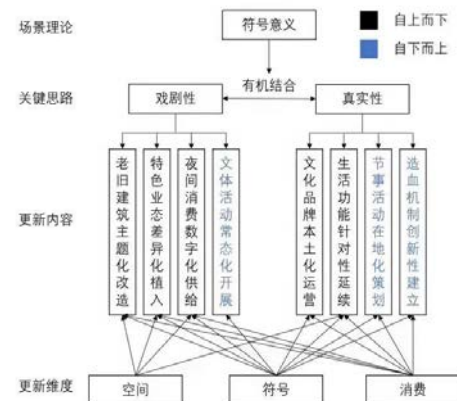 场景理论
符号意义
自上而下
自下而上
关键思路
戏剧性
有机结合
真实性
更新内容
老旧建筑主题化改造
特色业态差异化植入
夜间消费数字化供给
文体活动常态化开展
文化品牌本土化运营
生活功能针对性延续
节事活动在地化策划
造血机制创新性建立
更新维度
空间
符号
消费